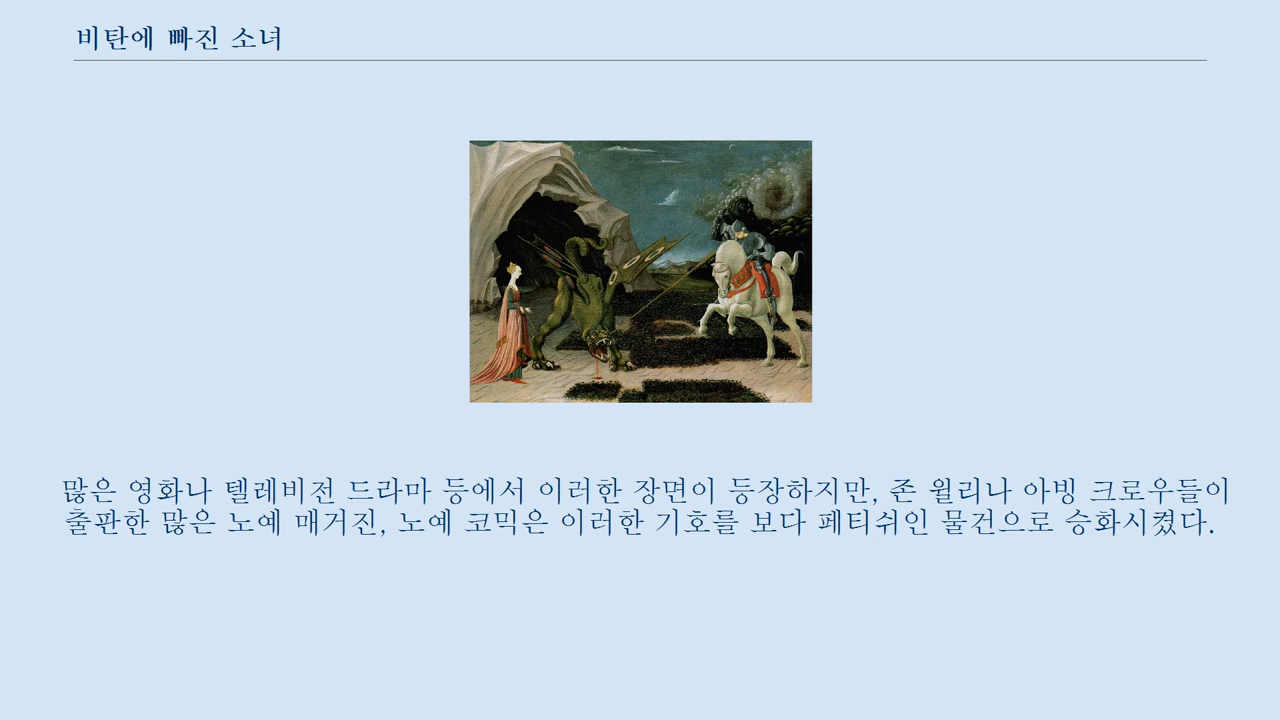 비탄에 빠진 소녀
많은 영화나 텔레비전 드라마 등에서 이러한 장면이 등장하지만, 존 윌리나 아빙 크로우들이
출판한 많은 노예 매거진, 노예 코믹은 이러한 기호를 보다 페티쉬인 물건으로 승화시켰다.